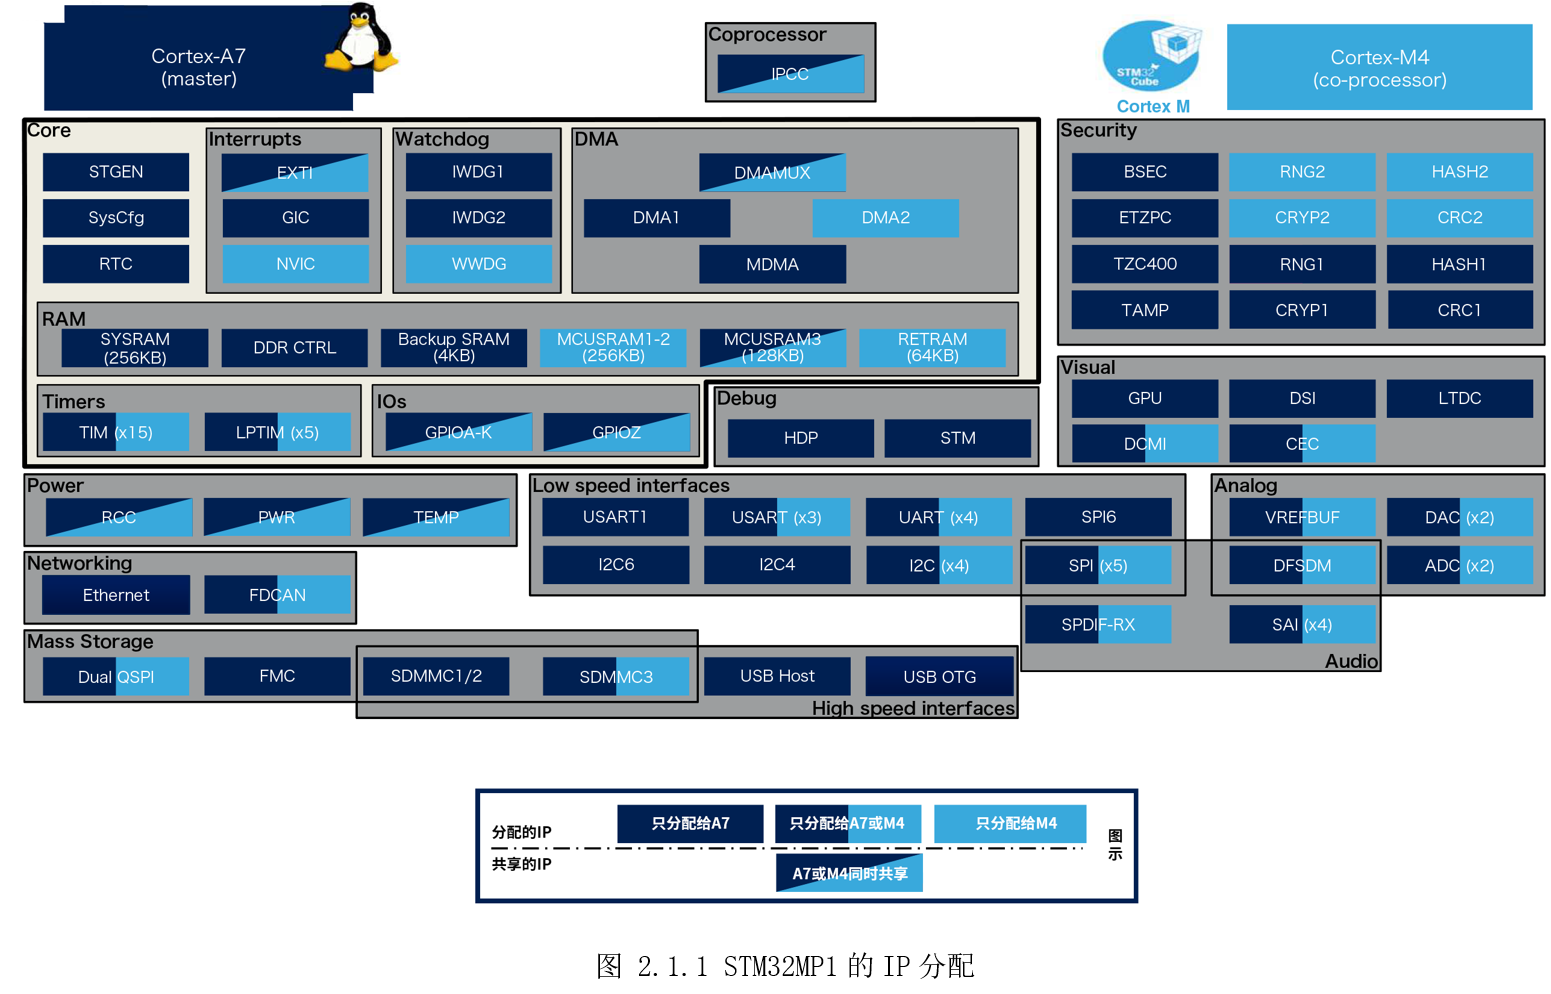 Cortex-A7
(master)
Coprocessor
IPCC
STM32
Cube
Cortex M
Cortex-M4
(co-processor)
Core
STGEN
SysCfg
RTC
Interrupts
EXTI
GIC
NVIC
Watchdog
IWDG1
IWDG2
WWDG
DMA
DMAMUX
DMA1
DMA2
MDMA
RAM
SYSRAM
(256KB)
DDR CTRL
Backup SRAM
(4KB)
MCUSRAM1-2
(256KB)
MCUSRAM3
(128KB)
RETRAM
(64KB)
Timers
TIM (x15)
LPTIM (x5)
IOs
GPIOA-K
GPIOZ
Debug
HDP
STM
Security
BSEC
RNG2
HASH2
ETZPC
CRYP2
CRC2
TZC400
RNG1
HASH1
TAMP
CRYP1
CRC1
Visual
GPU
DSI
LTDC
DCMI
CEC
Power
RCC
PWR
TEMP
Low speed interfaces
USART1
USART (x3)
UART (x4)
SPI6
I2C6
I2C4
I2C (x4)
SPI (x5)
Analog
VREFBUF
DAC (x2)
DFSDM
ADC (x2)
SPDIF-RX
SAI (x4)
Audio
Networking
Ethernet
FDCAN
Mass Storage
Dual QSPI
FMC
SDMMC1/2
SDMMC3
USB Host
USB OTG
High speed interfaces
分配的IP
只分配给A7
只分配给A7或M4
只分配给M4
共享的IP
A7或M4同时共享
图
示
图 2.1.1 STM32MP1 的 IP 分配